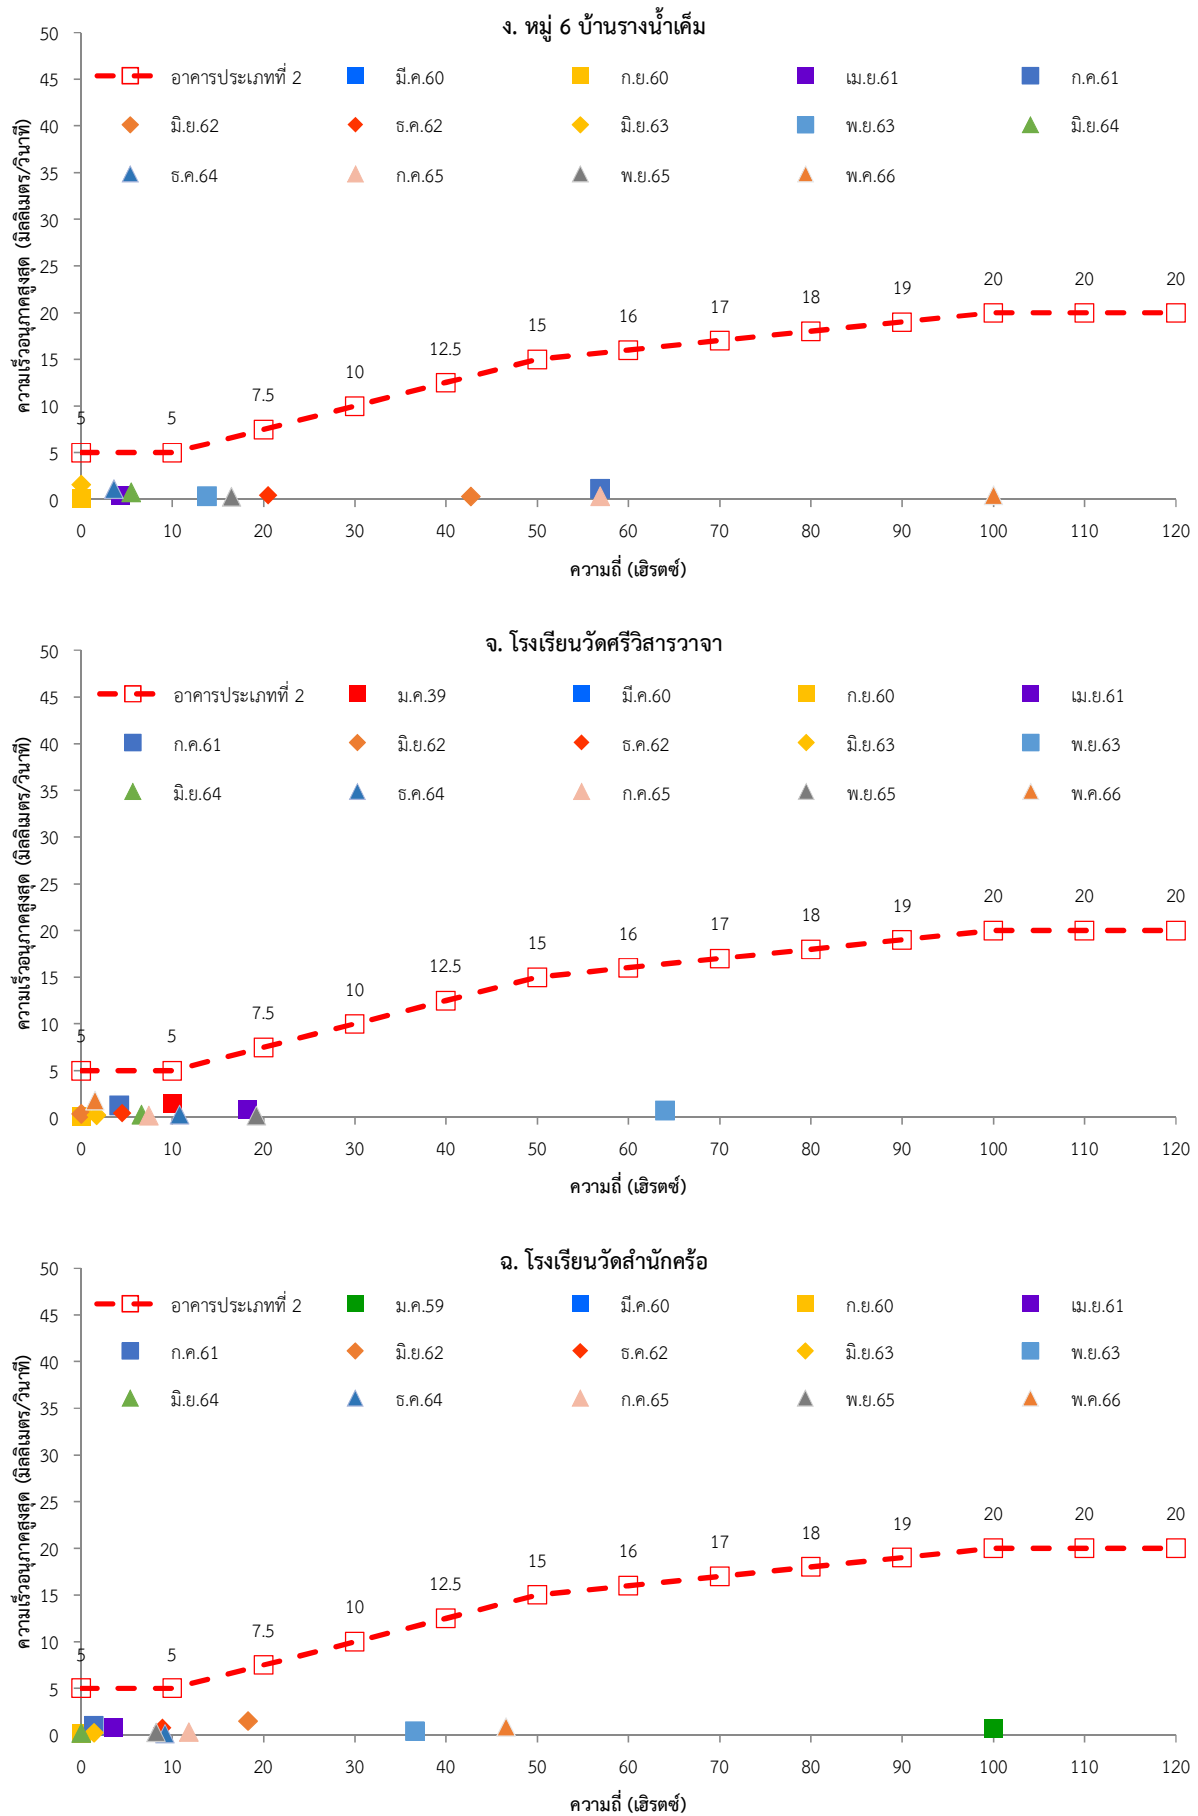 ง. หมู่ 6 บ้านรางน้ำเค็ม
ความเร็วอนุภาคสูงสุด (มิลลิเมตร/วินาที)
50
45
40
35
30
25
20
15
10
5
0
อาคารประเภทที่ 2 มี.ค.60 ก.ย.60 เม.ย.61 ก.ค.61
มิ.ย.62 ธ.ค.62 มิ.ย.63 พ.ย.63 มิ.ย.64
ธ.ค.64 ก.ค.65 พ.ย.65 พ.ค.66
5 5 7.5 10 12.5 15 16 17 18 19 20 20 20
0 10 20 30 40 50 60 70 80 90 100 110 120
ความถี่ (เฮิรตซ์)
จ. โรงเรียนวัดศรีวิสารวาจา
ความเร็วอนุภาคสูงสุด (มิลลิเมตร/วินาที)
50
45
40
35
30
25
20
15
10
5
0
อาคารประเภทที่ 2 ม.ค.39 มี.ค.60 ก.ย.60 เม.ย.61
ก.ค.61 มิ.ย.62 ธ.ค.62 มิ.ย.63 พ.ย.63
มิ.ย.64 ธ.ค.64 ก.ค.65 พ.ย.65 พ.ค.66
5 5 7.5 10 12.5 15 16 17 18 19 20 20 20
0 10 20 30 40 50 60 70 80 90 100 110 120
ความถี่ (เฮิรตซ์)
ฉ. โรงเรียนวัดสำนักคร้อ
ความเร็วอนุภาคสูงสุด (มิลลิเมตร/วินาที)
50
45
40
35
30
25
20
15
10
5
0
อาคารประเภทที่ 2 ม.ค.59 มี.ค.60 ก.ย.60 เม.ย.61
ก.ค.61 มิ.ย.62 ธ.ค.62 มิ.ย.63 พ.ย.63
มิ.ย.64 ธ.ค.64 ก.ค.65 พ.ย.65 พ.ค.66
5 5 7.5 10 12.5 15 16 17 18 19 20 20 20
0 10 20 30 40 50 60 70 80 90 100 110 120
ความถี่ (เฮิรตซ์)